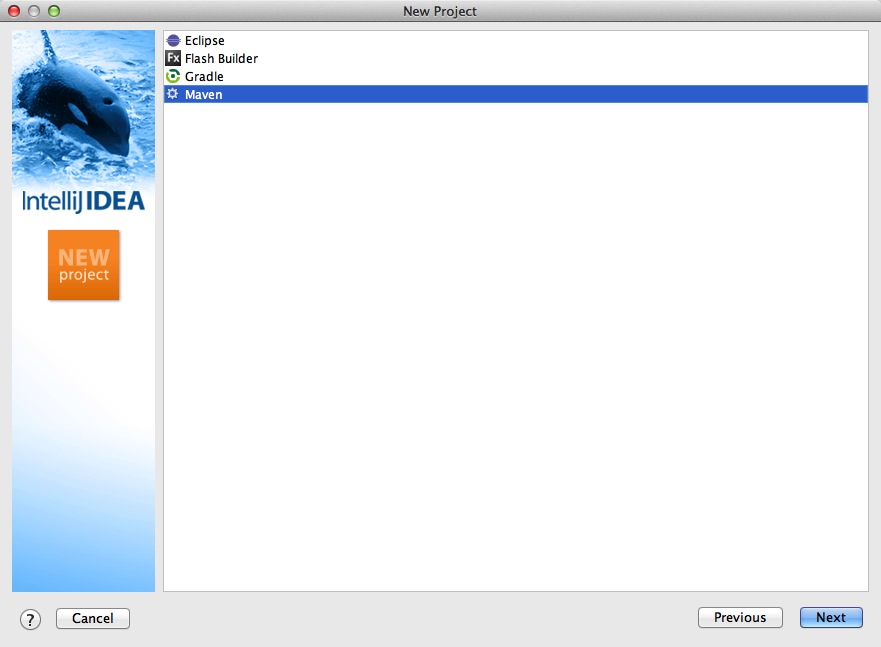 New Project
Eclipse
Fx Flash Builder
Gradle
Maven
IntelliJ IDEA
NEW
project
? Cancel Previous Next